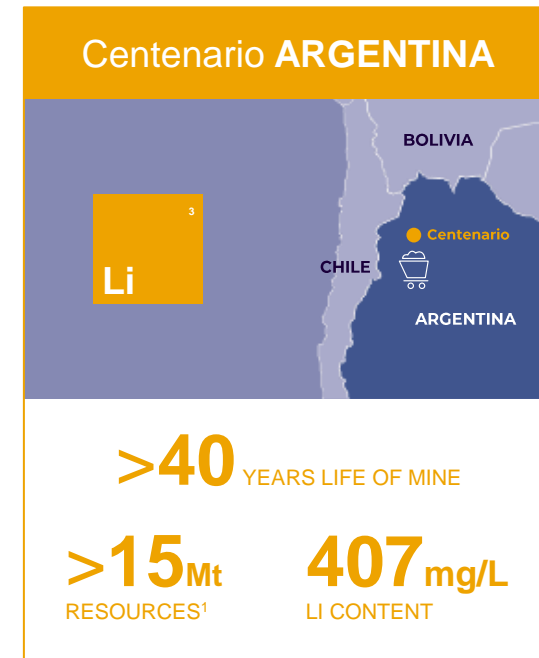 Centenario ARGENTINA
BOLIVIA
3
Li
Centenario
CHILE
ARGENTINA
>40 YEARS LIFE OF MINE
>15Mt
RESOURCES¹
407mg/L
LI CONTENT